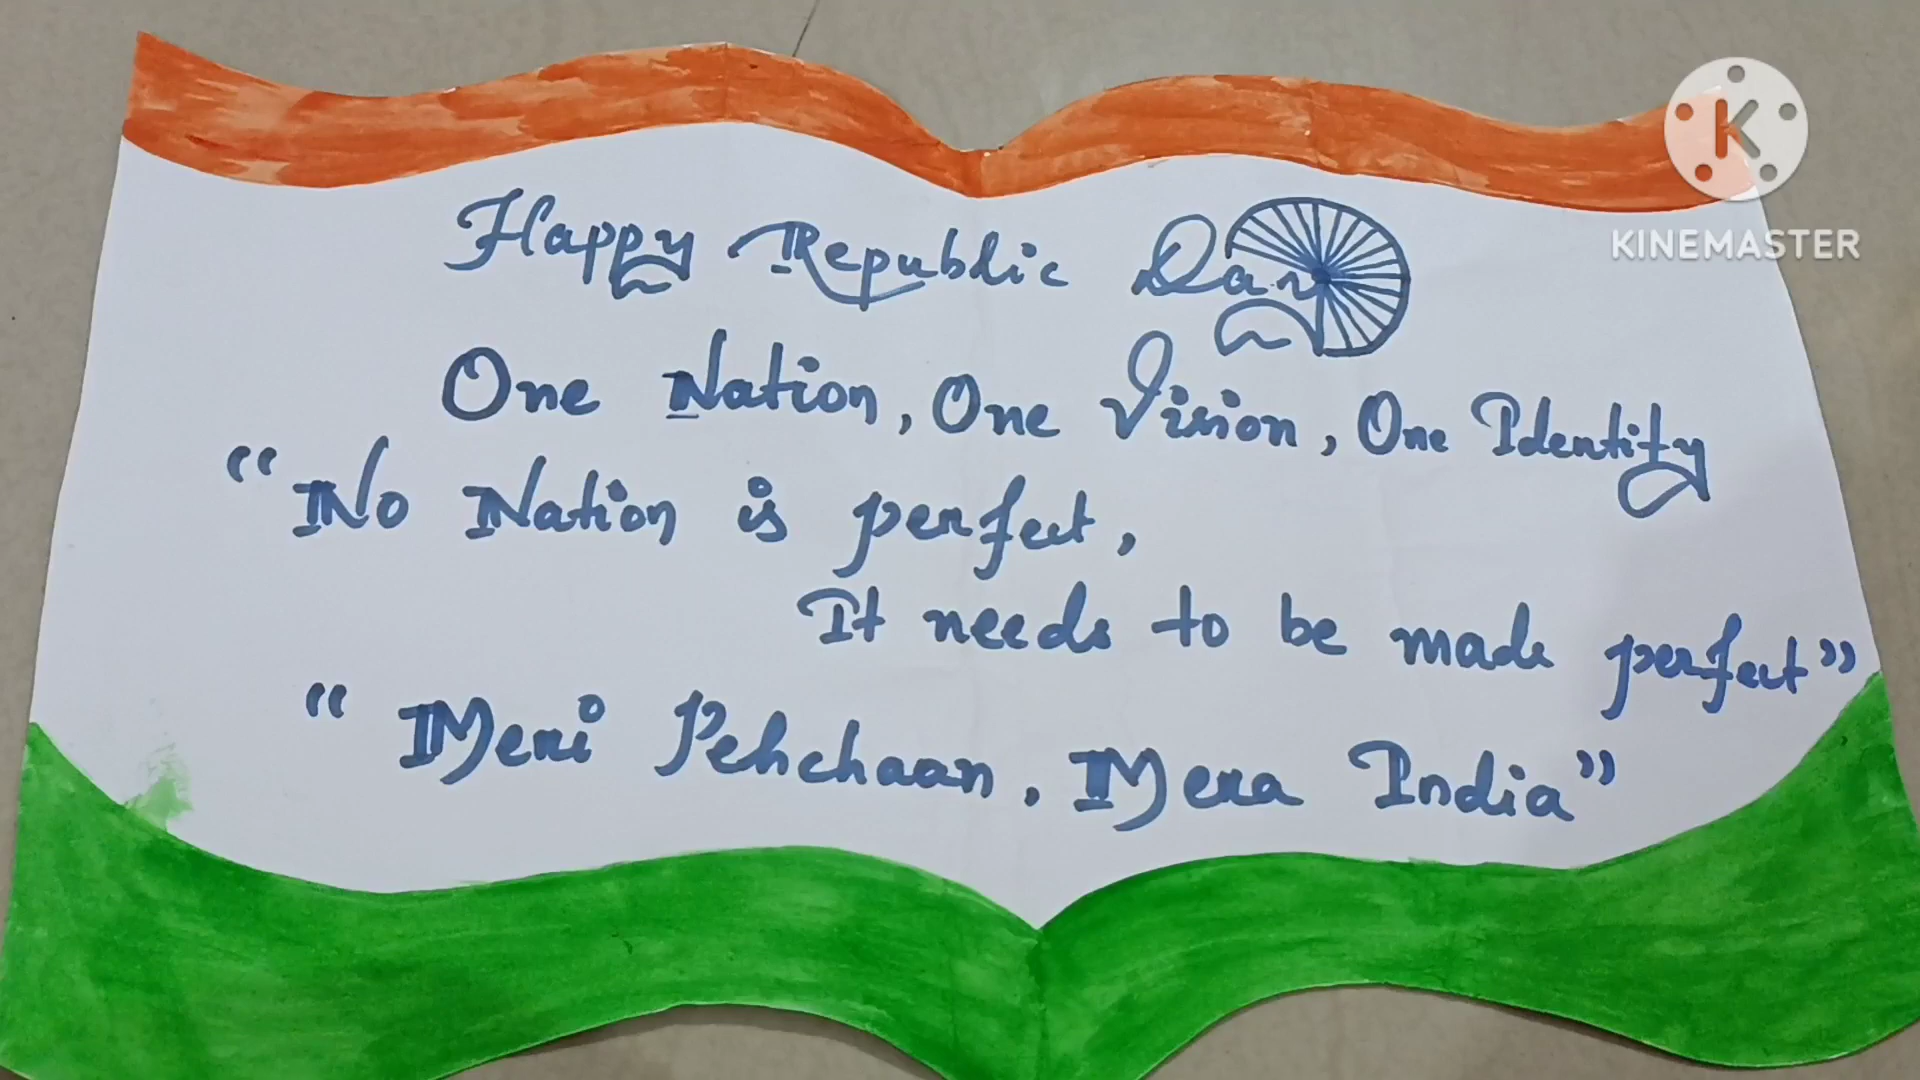 Happy Republic Day
One Nation, One Vision, One Identity
"No Nation is perfect,
It needs to be made perfect"
"Meri Pehchaan, Mera India"
K
KINEMASTER